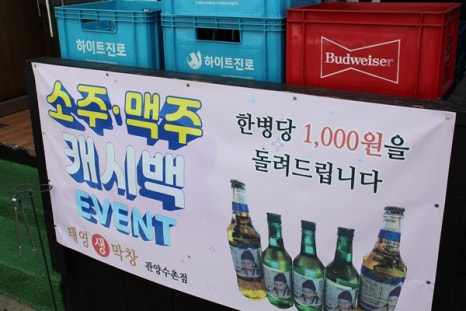 하이트진로
하이트진로
Budweiser
소주·맥주
캐시백
EVENT
태영생막창
관양수촌점
한병당 1,000원을
돌려드립니다